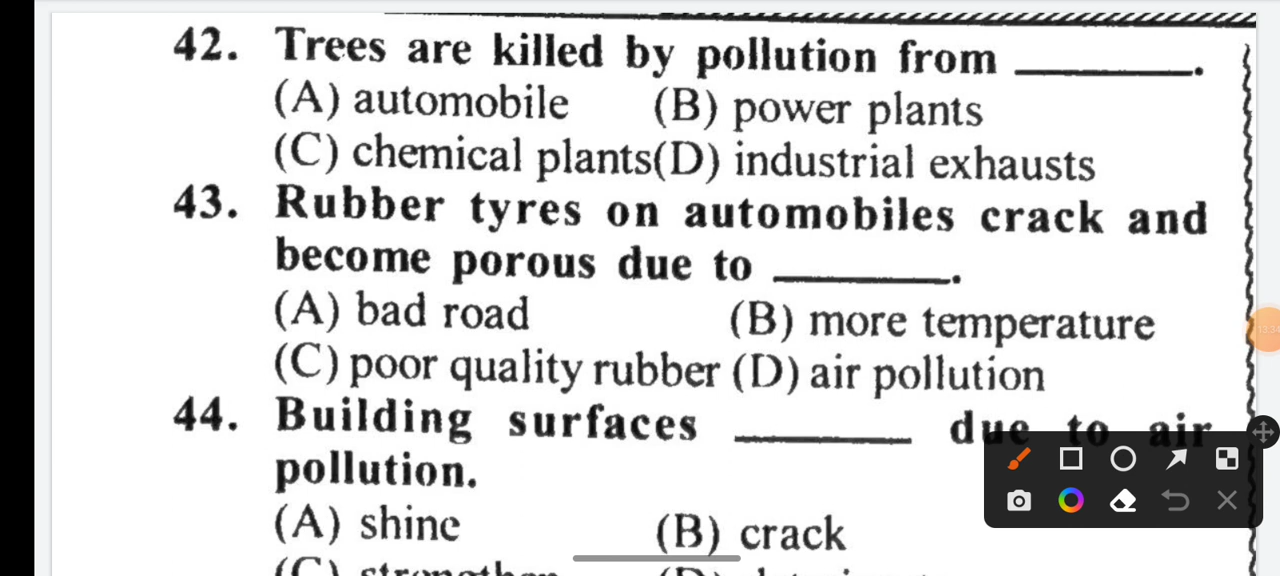 42. Trees are killed by pollution from ________.
(A) automobile (B) power plants
(C) chemical plants(D) industrial exhausts
43. Rubber tyres on automobiles crack and
become porous due to ________.
(A) bad road (B) more temperature
(C) poor quality rubber (D) air pollution
44. Building surfaces ________ due to air
pollution.
(A) shine (B) crack